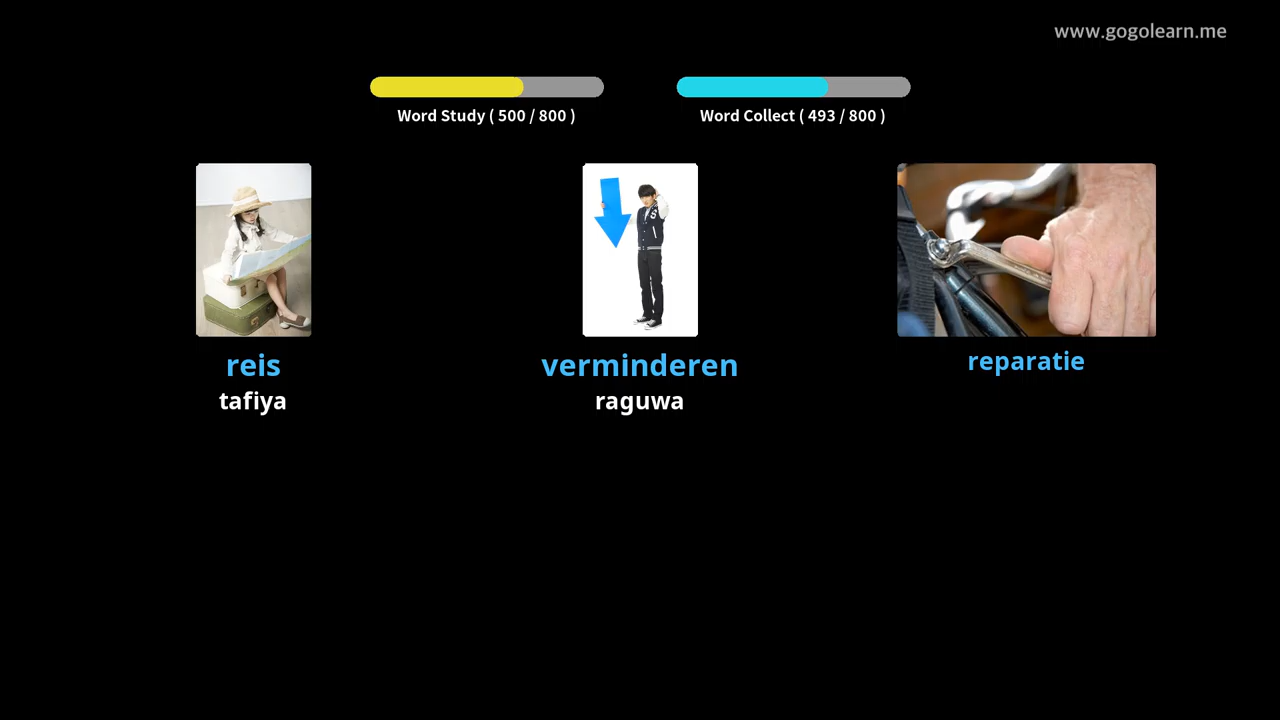 www.gogolearn.me
Word Study ( 500 / 800 )
Word Collect ( 493 / 800 )
reis
tafiya
verminderen
raguwa
reparatie